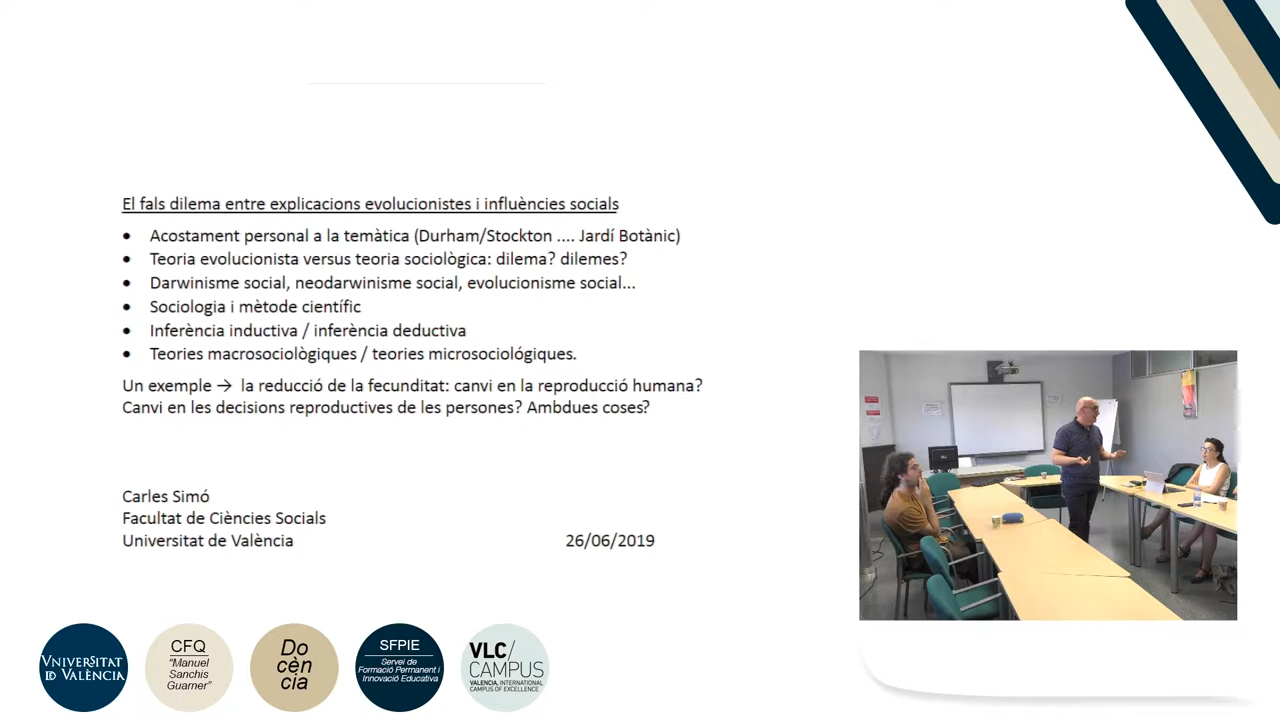 El fals dilema entre explicacions evolucionistes i influències socials
• Acostament personal a la temàtica (Durham/Stockton .... Jardí Botànic)
• Teoria evolucionista versus teoria sociològica: dilema? dilemes?
• Darwinisme social, neodarwinisme social, evolucionisme social...
• Sociologia i mètode científic
• Inferència inductiva / inferència deductiva
• Teories macrosociològiques / teories microsociológiques.
Un exemple → la reducció de la fecunditat: canvi en la reproducció humana?
Canvi en les decisions reproductives de les persones? Ambdues coses?
Carles Simó
Facultat de Ciències Socials
Universitat de València 26/06/2019
VNIVERSITAT
ID VALÈNCIA
CFQ
"Manuel
Sanchis
Guarner"
Do
cèn
cia
SFPIE
Servei de
Formació Permanent i
Innovació Educativa
VLC/
CAMPUS
VALENCIA, INTERNATIONAL
CAMPUS OF EXCELLENCE